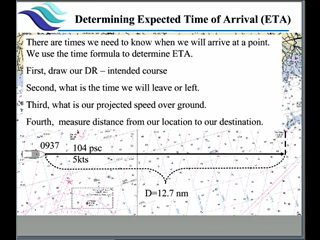 Determining Expected Time of Arrival (ETA)
There are times we need to know when we will arrive at a point.
We use the time formula to determine ETA.
First, draw our DR – intended course
Second, what is the time we will leave or left.
Third, what is our projected speed over ground.
Fourth,  measure distance from our location to our destination.
0937
104 psc
5kts
D=12.7 nm